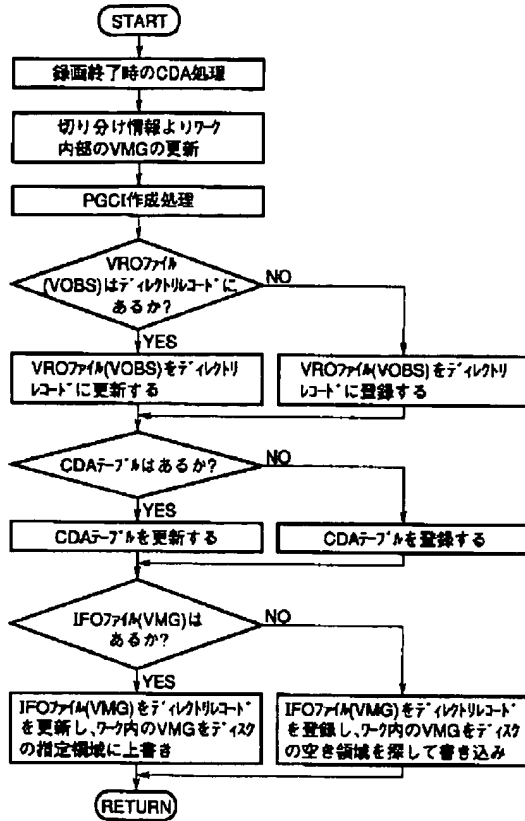 START
録画終了時のCDA処理
切り分け情報よりワーク
内部のVMGの更新
PGCI作成処理
VROファイル
(VOBS)はディレクトリレコードに
あるか?
NO
YES
VROファイル(VOBS)をディレクトリ
レコードに更新する
VROファイル(VOBS)をディレクトリ
レコードに登録する
CDAテーブルはあるか?
NO
YES
CDAテーブルを更新する
CDAテーブルを登録する
IFOファイル(VMG)は
あるか?
NO
YES
IFOファイル(VMG)をディレクトリレコード
を更新し、ワーク内のVMGをディスク
の指定領域に上書き
IFOファイル(VMG)をディレクトリレコード
を登録し、ワーク内のVMGをディスク
の空き領域を探して書き込み
RETURN